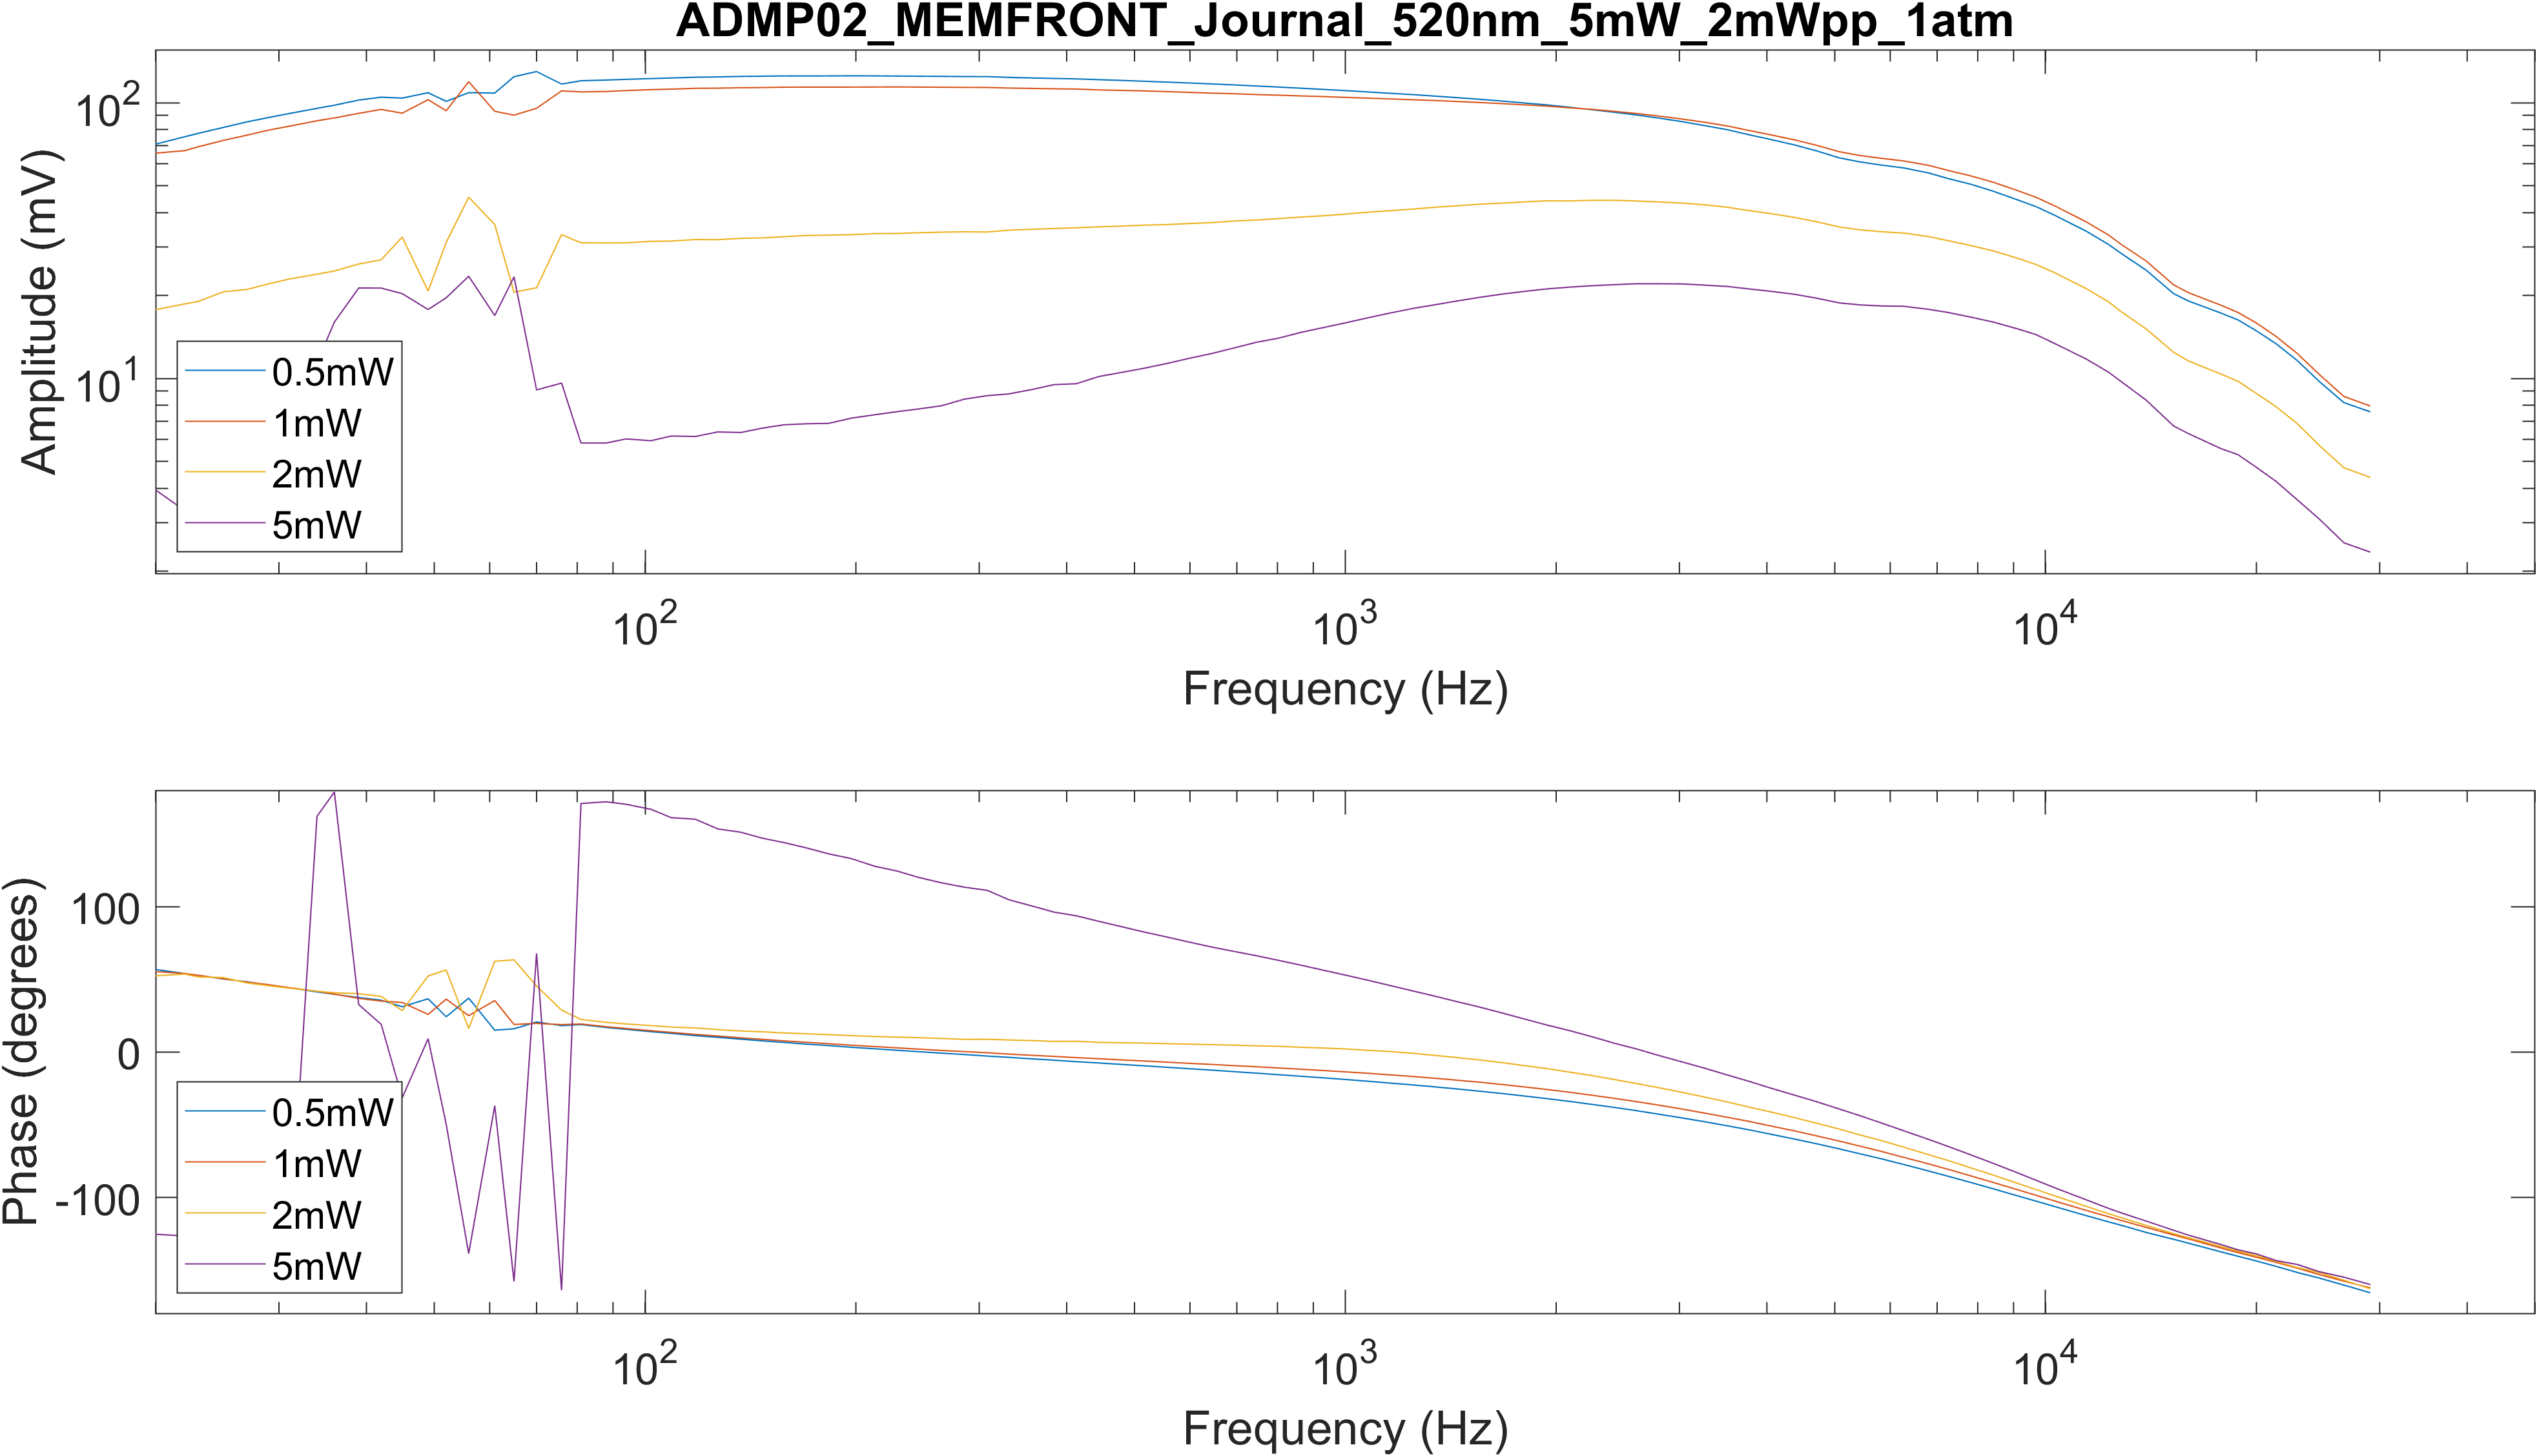 ADMP02_MEMFRONT_Journal_520nm_5mW_2mWpp_1atm
Amplitude (mV)
10^2
10^1
0.5mW
1mW
2mW
5mW
10^2
10^3
10^4
Frequency (Hz)
Phase (degrees)
100
0
-100
0.5mW
1mW
2mW
5mW
10^2
10^3
10^4
Frequency (Hz)